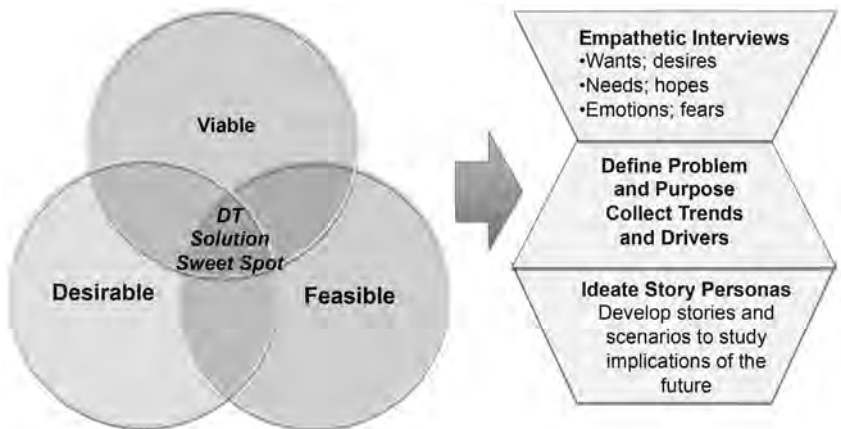 Viable
DT
Solution
Sweet Spot
Desirable
Feasible
Empathetic Interviews
•Wants; desires
•Needs; hopes
•Emotions; fears
Define Problem
and Purpose
Collect Trends
and Drivers
Ideate Story Personas
Develop stories and
scenarios to study
implications of the
future